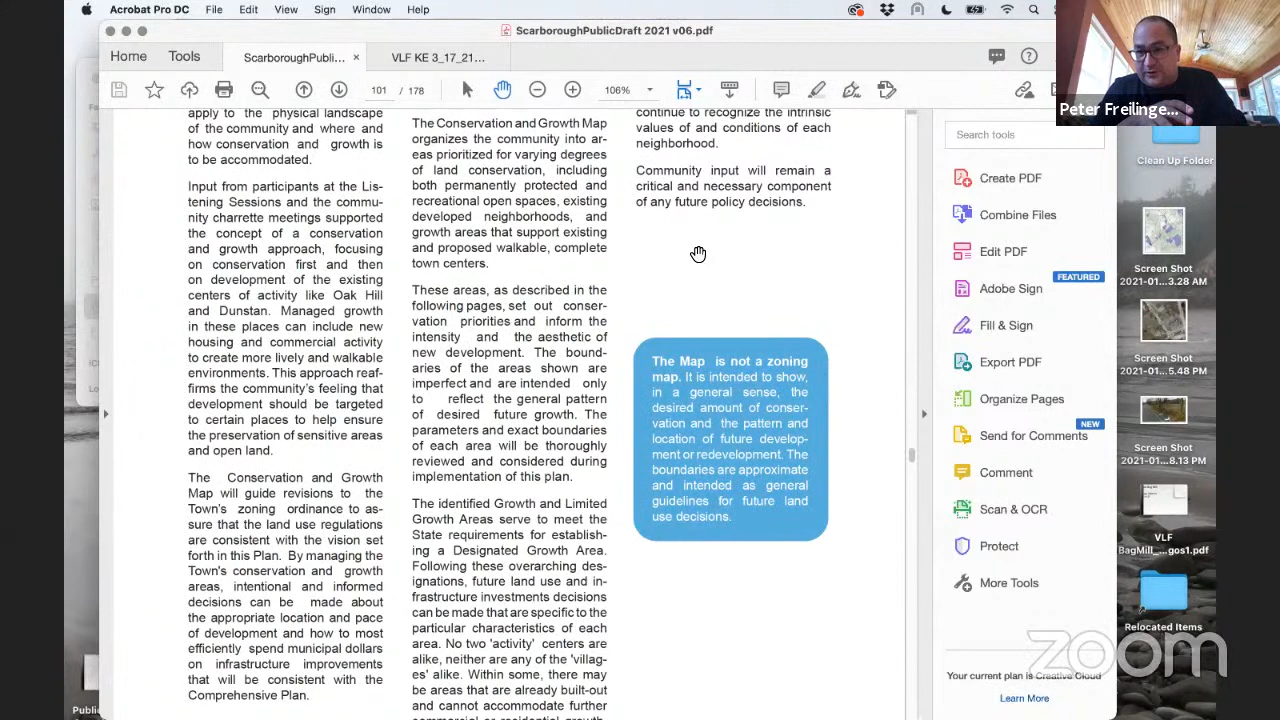 Acrobat Pro DC File Edit View Sign Window Help
ScarboroughPublicDraft 2021 v06.pdf
Home Tools ScarboroughPubli... × VLF KE 3_17_21...
101 / 178 106%
Peter Freilinge...
apply to the physical landscape
of the community and where and
how conservation and growth is
to be accommodated.
Input from participants at the Lis-
tening Sessions and the commu-
nity charrette meetings supported
the concept of a conservation
and growth approach, focusing
on conservation first and then
on development of the existing
centers of activity like Oak Hill
and Dunstan. Managed growth
in these places can include new
housing and commercial activity
to create more lively and walkable
environments. This approach reaf-
firms the community's feeling that
development should be targeted
to certain places to help ensure
the preservation of sensitive areas
and open land.
The Conservation and Growth
Map will guide revisions to the
Town's zoning ordinance to as-
sure that the land use regulations
are consistent with the vision set
forth in this Plan. By managing the
Town's conservation and growth
areas, intentional and informed
decisions can be made about
the appropriate location and pace
of development and how to most
efficiently spend municipal dollars
on infrastructure improvements
that will be consistent with the
Comprehensive Plan.
The Conservation and Growth Map
organizes the community into ar-
eas prioritized for varying degrees
of land conservation, including
both permanently protected and
recreational open spaces, existing
developed neighborhoods, and
growth areas that support existing
and proposed walkable, complete
town centers.
These areas, as described in the
following pages, set out conser-
vation priorities and inform the
intensity and the aesthetic of
new development. The bound-
aries of the areas shown are
imperfect and are intended only
to reflect the general pattern
of desired future growth. The
parameters and exact boundaries
of each area will be thoroughly
reviewed and considered during
implementation of this plan.
The identified Growth and Limited
Growth Areas serve to meet the
State requirements for establish-
ing a Designated Growth Area.
Following these overarching des-
ignations, future land use and in-
frastructure investments decisions
can be made that are specific to the
particular characteristics of each
area. No two 'activity' centers are
alike, neither are any of the 'villag-
es' alike. Within some, there may
be areas that are already built-out
and cannot accommodate further
commercial or residential growth.
continue to recognize the intrinsic
values of and conditions of each
neighborhood.
Community input will remain a
critical and necessary component
of any future policy decisions.
The Map is not a zoning
map. It is intended to show,
in a general sense, the
desired amount of conser-
vation and the pattern and
location of future develop-
ment or redevelopment. The
boundaries are approximate
and intended as general
guidelines for future land
use decisions.
Search tools
Create PDF
Combine Files
Edit PDF
FEATURED
Adobe Sign
Fill & Sign
Export PDF
Organize Pages
NEW
Send for Comments
Comment
Scan & OCR
Protect
More Tools
Your current plan is Creative Cloud
Learn More
Clean Up Folder
Screen Shot
2021-01...3.28 AM
Screen Shot
2021-01...5.48 PM
Screen Shot
2021-01...8.13 PM
VLF
BagMill_...gos1.pdf
Relocated Items
Public
zoom